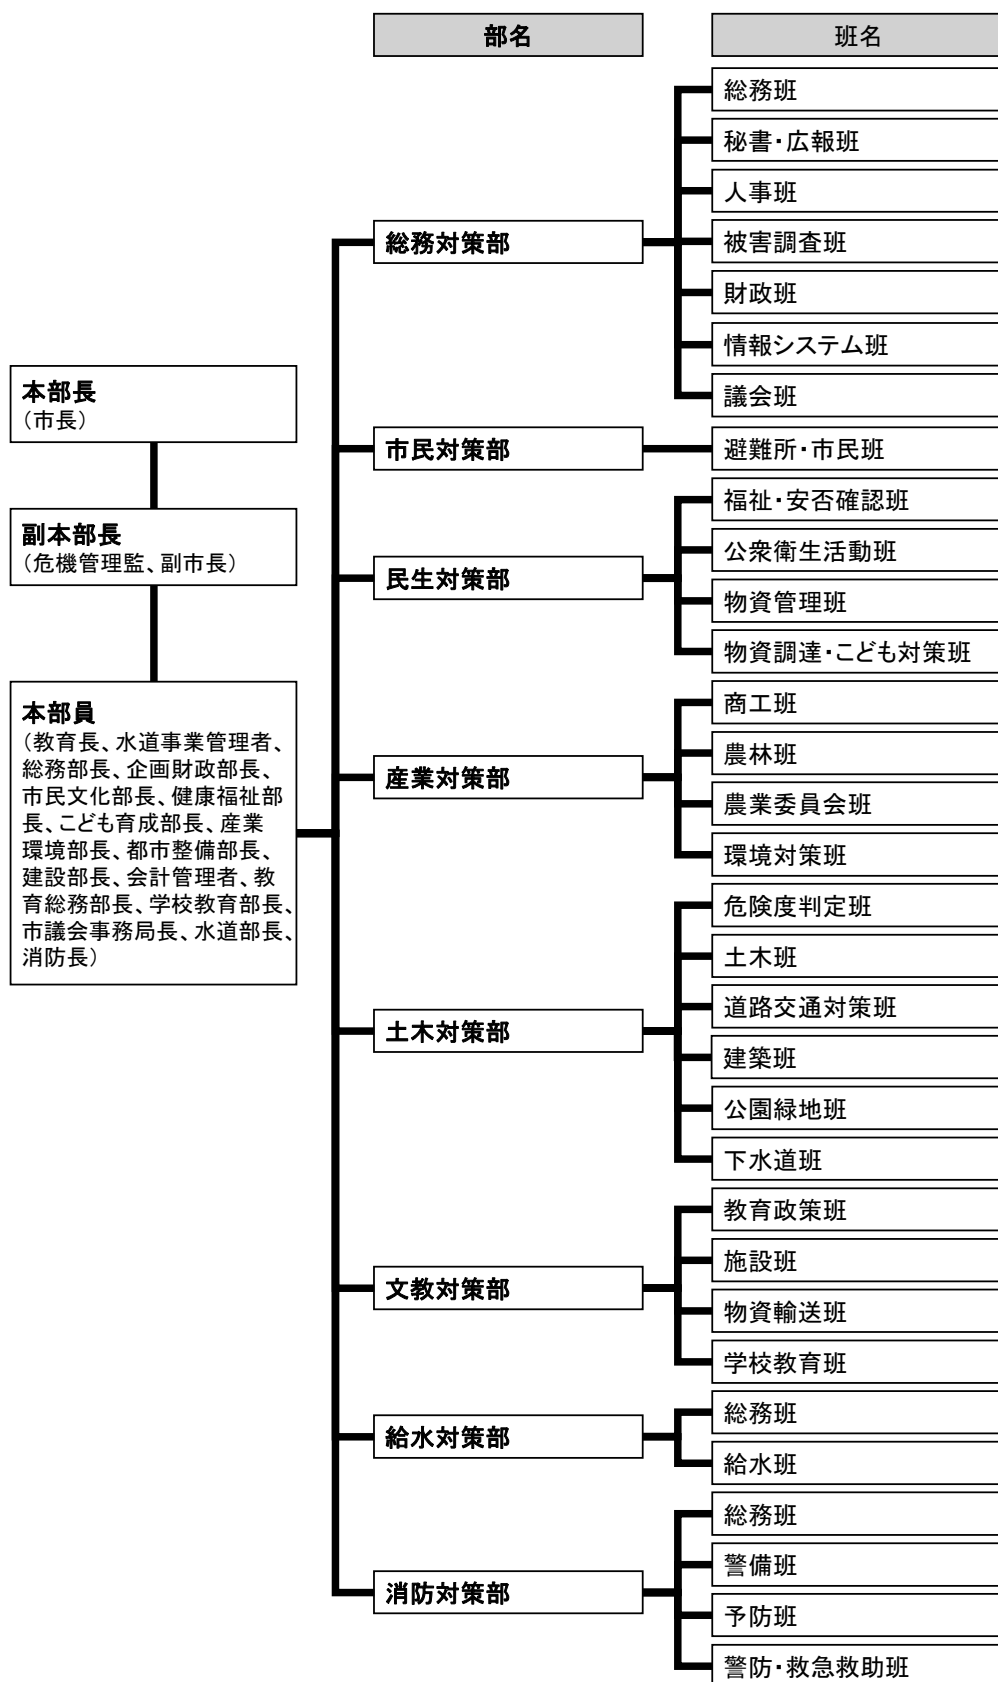 部名
班名
本部長
（市長）
副本部長
（危機管理監、副市長）
本部員
（教育長、水道事業管理者、
総務部長、企画財政部長、
市民文化部長、健康福祉部
長、こども育成部長、産業
環境部長、都市整備部長、
建設部長、会計管理者、教
育総務部長、学校教育部長、
市議会事務局長、水道部長、
消防長）
総務対策部
総務班
秘書・広報班
人事班
被害調査班
財政班
情報システム班
議会班
市民対策部
避難所・市民班
民生対策部
福祉・安否確認班
公衆衛生活動班
物資管理班
物資調達・こども対策班
産業対策部
商工班
農林班
農業委員会班
環境対策班
土木対策部
危険度判定班
土木班
道路交通対策班
建築班
公園緑地班
下水道班
文教対策部
教育政策班
施設班
物資輸送班
学校教育班
給水対策部
総務班
給水班
消防対策部
総務班
警備班
予防班
警防・救急救助班